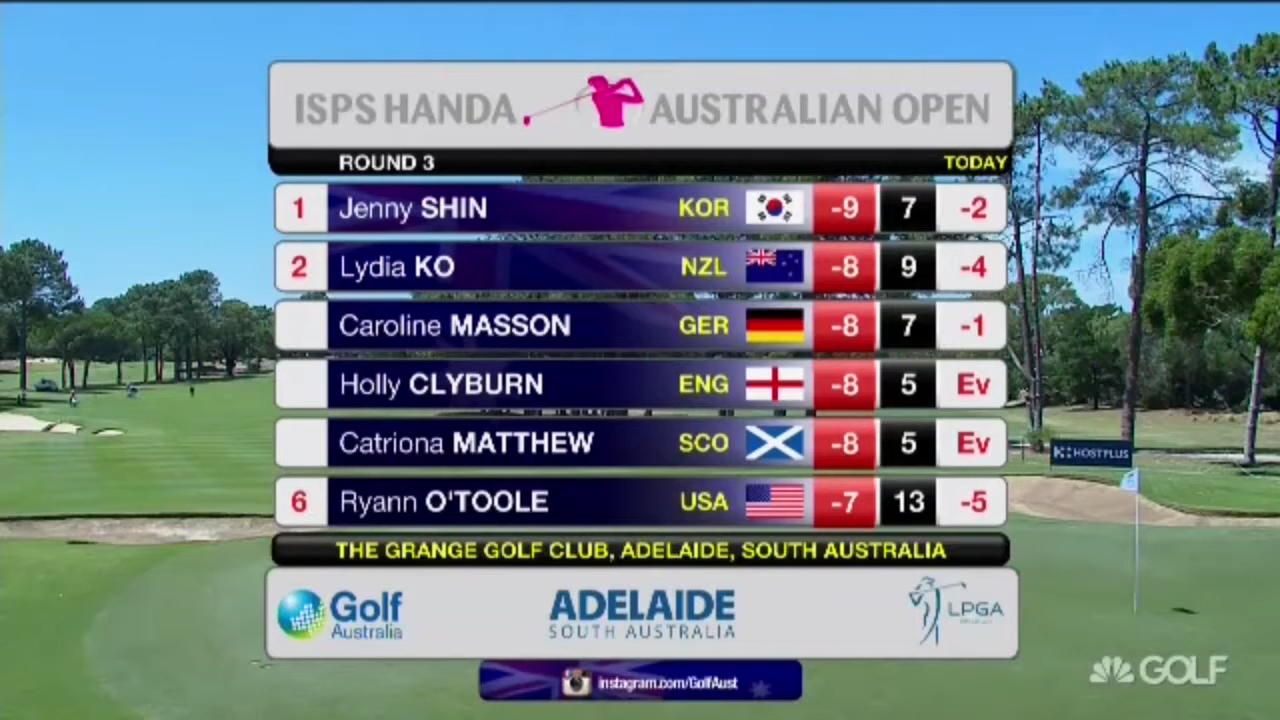 ISPS HANDA AUSTRALIAN OPEN
ROUND 3 TODAY
1 Jenny SHIN KOR -9 7 -2
2 Lydia KO NZL -8 9 -4
Caroline MASSON GER -8 7 -1
Holly CLYBURN ENG -8 5 Ev
Catriona MATTHEW SCO -8 5 Ev
6 Ryann O'TOOLE USA -7 13 -5
THE GRANGE GOLF CLUB, ADELAIDE, SOUTH AUSTRALIA
Golf Australia
ADELAIDE
SOUTH AUSTRALIA
LPGA
instagram.com/GolfAust
HOSTPLUS
GOLF